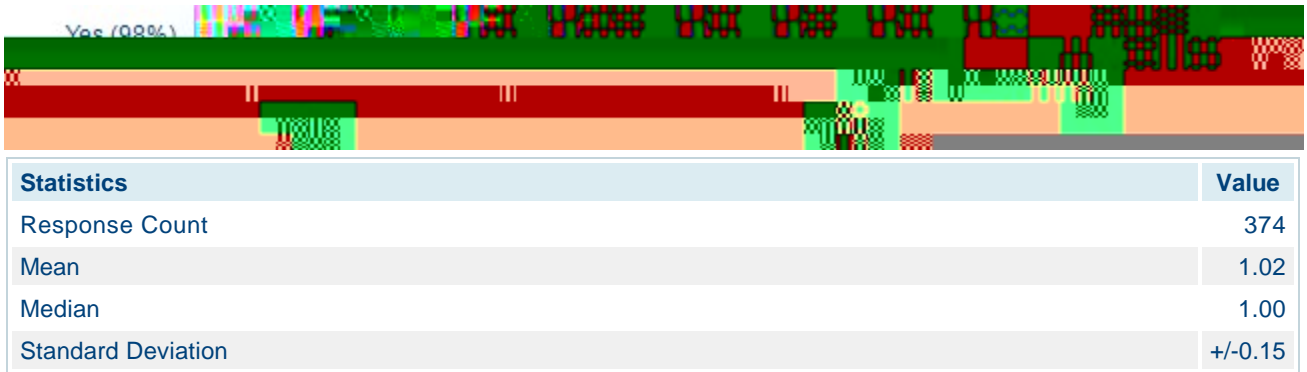 Yes (98%)
Statistics Value
Response Count 374
Mean 1.02
Median 1.00
Standard Deviation +/-0.15